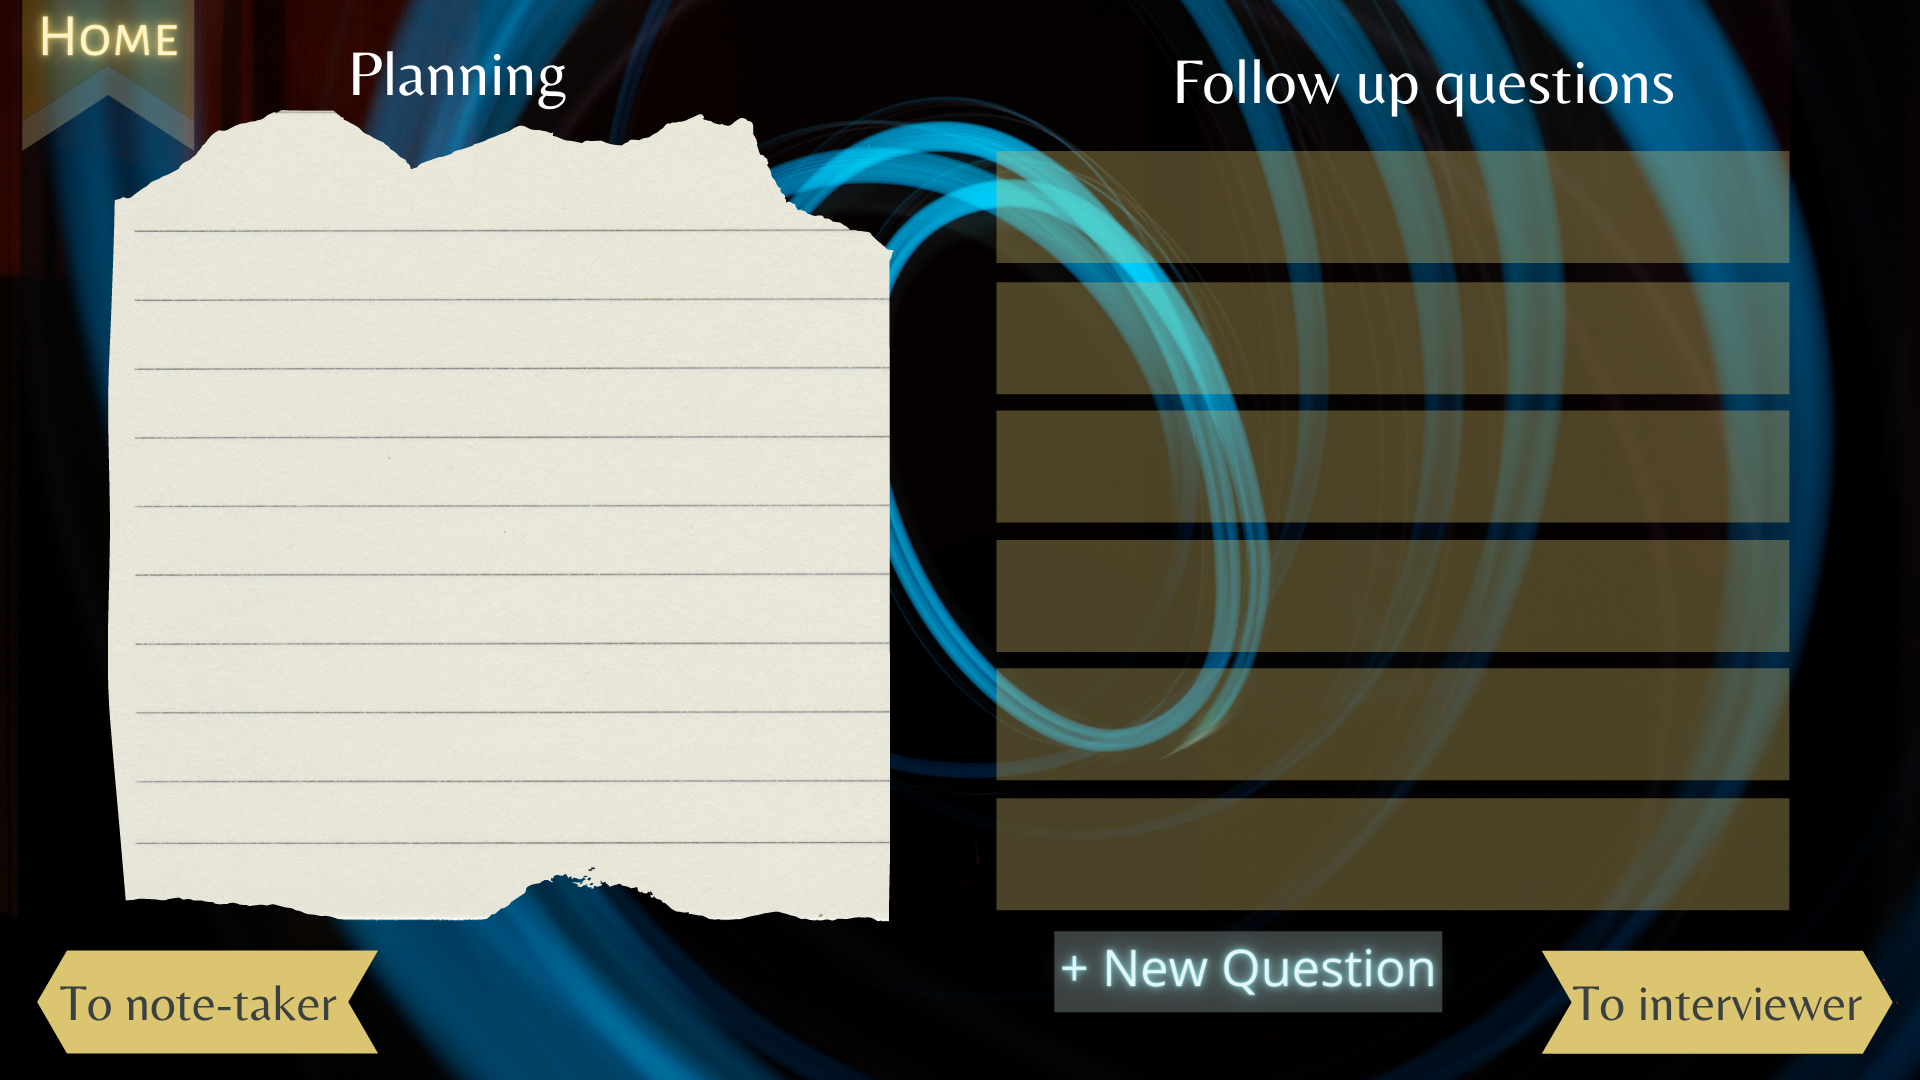 Home
Planning
Follow up questions
+ New Question
To note-taker
To interviewer